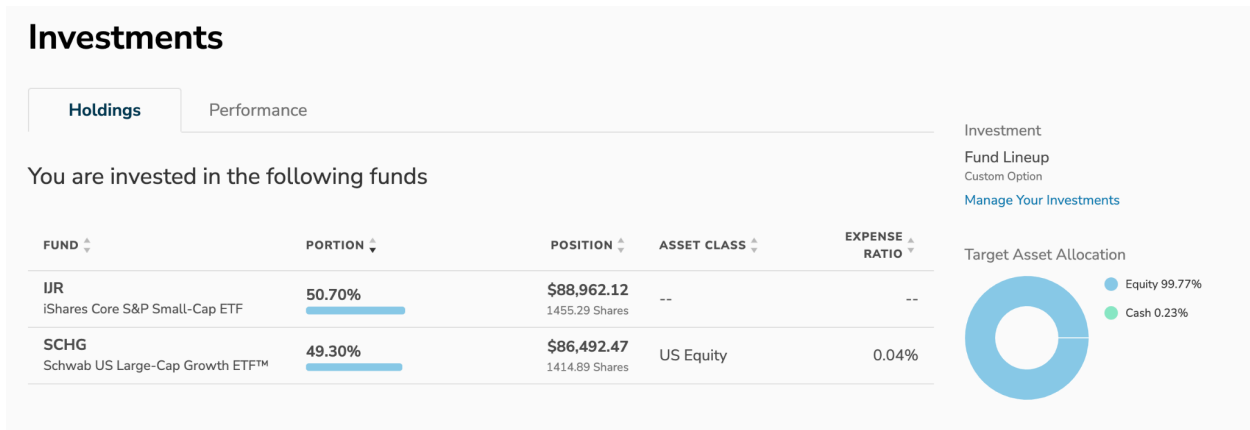 Investments
Holdings
Performance
You are invested in the following funds
FUND PORTION POSITION ASSET CLASS EXPENSE RATIO
IJR 50.70% $88,962.12 -- --
iShares Core S&P Small-Cap ETF 1455.29 Shares
SCHG 49.30% $86,492.47 US Equity 0.04%
Schwab US Large-Cap Growth ETF™ 1414.89 Shares
Investment
Fund Lineup
Custom Option
Manage Your Investments
Target Asset Allocation
Equity 99.77%
Cash 0.23%